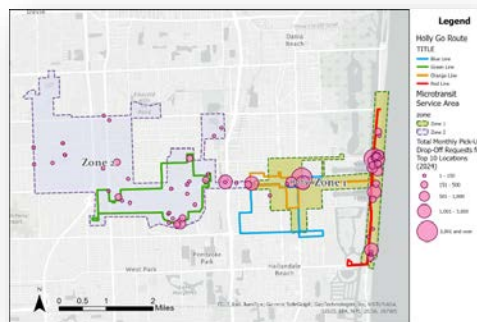 Davie
Dania
Beach
Zone 2
Zone 1
Pembroke
Park
West Park
Hallandale
Beach
N
0 0.5 1 2
Miles
Legend
Holly Go Route
TITLE
Blue Line
Green Line
Orange Line
Red Line
Microtransit
Service Area
zone
Zone 1
Zone 2
Total Monthly Pick-U
Drop-Off Requests f
Top 10 Locations
(2024)
1 - 150
151 - 500
501 - 1,000
1,001 - 3,000
3,001 and over